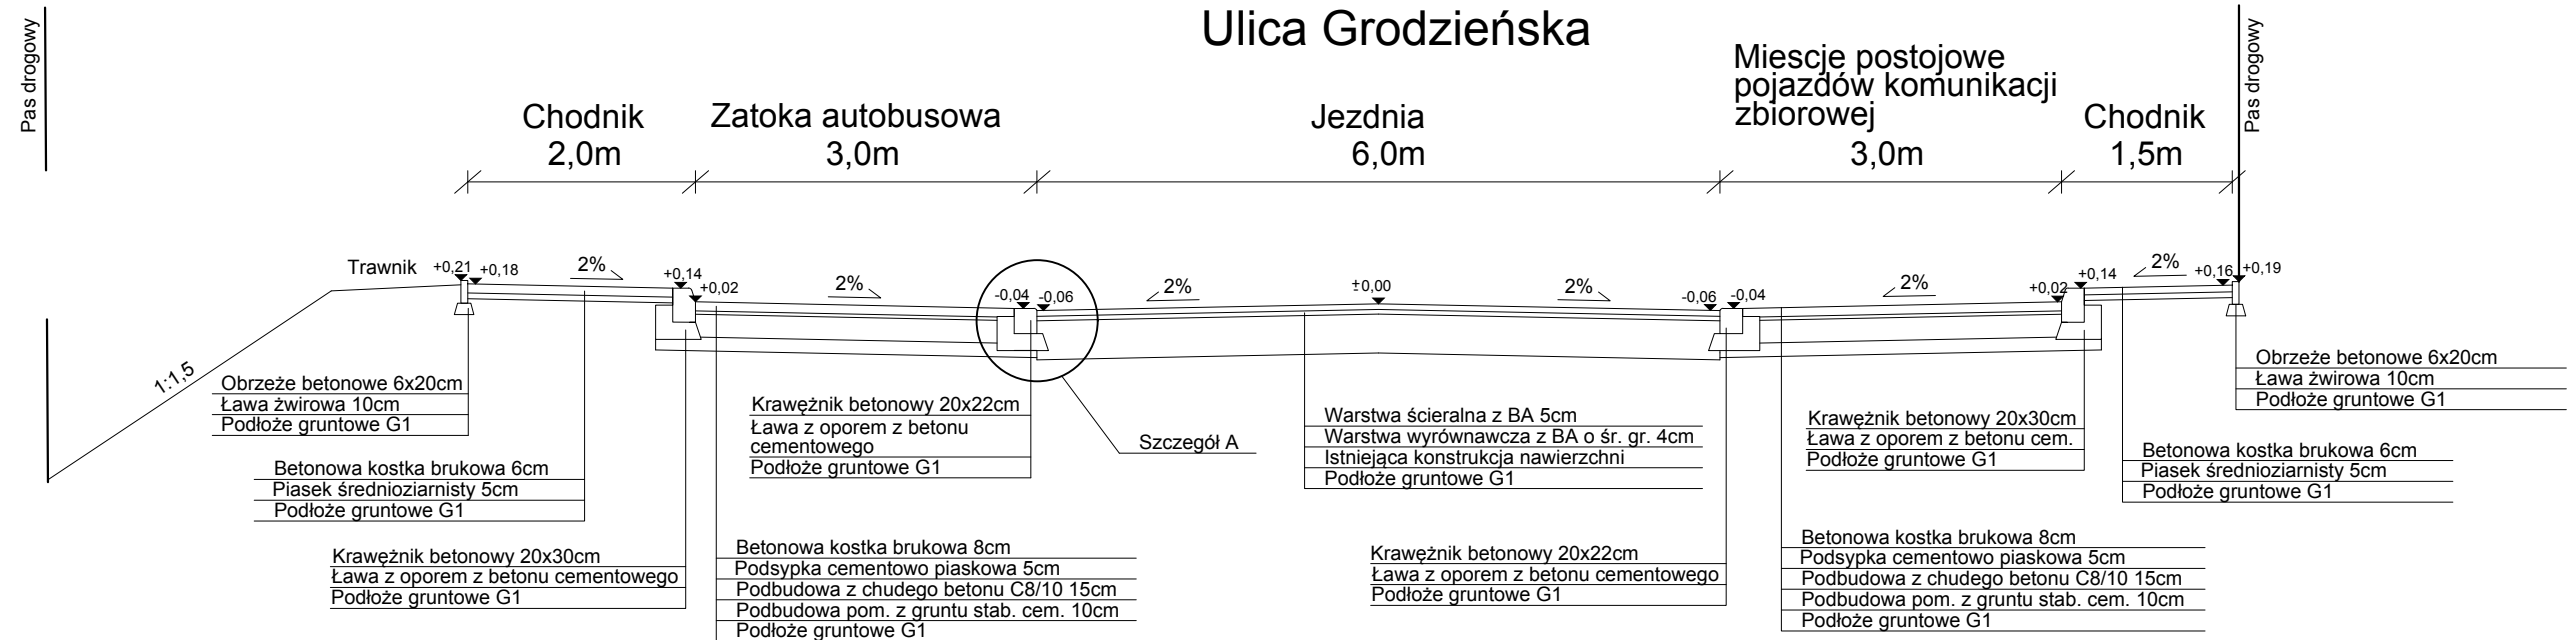 Ulica Grodzieńska
Pas drogowy
Chodnik
2,0m
Zatoka autobusowa
3,0m
Jezdnia
6,0m
Miescje postojowe
pojazdów komunikacji
zbiorowej
3,0m
Chodnik
1,5m
Pas drogowy
Trawnik
+0,21
+0,18
2%
+0,14
+0,02
2%
-0,04
-0,06
2%
±0,00
2%
-0,06
-0,04
2%
+0,02
+0,14
2%
+0,16
+0,19
1:1,5
Obrzeże betonowe 6x20cm
Ława żwirowa 10cm
Podłoże gruntowe G1
Betonowa kostka brukowa 6cm
Piasek średnioziarnisty 5cm
Podłoże gruntowe G1
Krawężnik betonowy 20x30cm
Ława z oporem z betonu cementowego
Podłoże gruntowe G1
Krawężnik betonowy 20x22cm
Ława z oporem z betonu
cementowego
Podłoże gruntowe G1
Betonowa kostka brukowa 8cm
Podsypka cementowo piaskowa 5cm
Podbudowa z chudego betonu C8/10 15cm
Podbudowa pom. z gruntu stab. cem. 10cm
Podłoże gruntowe G1
Szczegół A
Warstwa ścieralna z BA 5cm
Warstwa wyrównawcza z BA o śr. gr. 4cm
Istniejąca konstrukcja nawierzchni
Podłoże gruntowe G1
Krawężnik betonowy 20x22cm
Ława z oporem z betonu cementowego
Podłoże gruntowe G1
Krawężnik betonowy 20x30cm
Ława z oporem z betonu cem.
Podłoże gruntowe G1
Betonowa kostka brukowa 8cm
Podsypka cementowo piaskowa 5cm
Podbudowa z chudego betonu C8/10 15cm
Podbudowa pom. z gruntu stab. cem. 10cm
Podłoże gruntowe G1
Obrzeże betonowe 6x20cm
Ława żwirowa 10cm
Podłoże gruntowe G1
Betonowa kostka brukowa 6cm
Piasek średnioziarnisty 5cm
Podłoże gruntowe G1